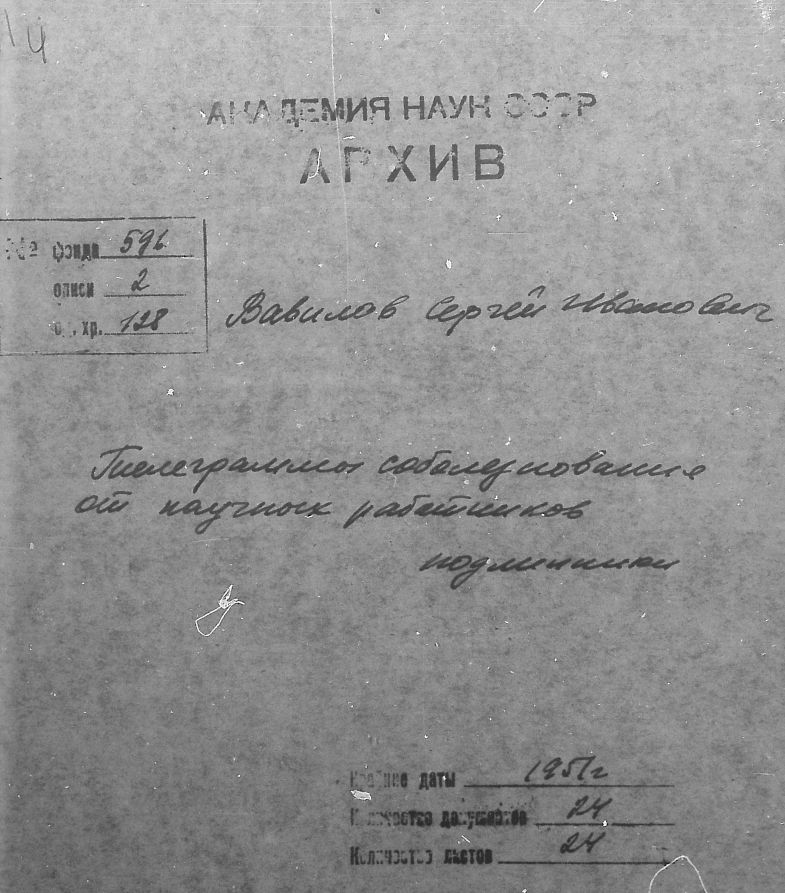 14
АКАДЕМИЯ НАУК СССР
АРХИВ
№ фонда 596
описи 2
ед. хр. 128
Вавилов Сергей Иванович
Телеграммы соболезнования
от научных работников
подлинники
Крайние даты 1951 г
Количество документов 24
Количество листов 24